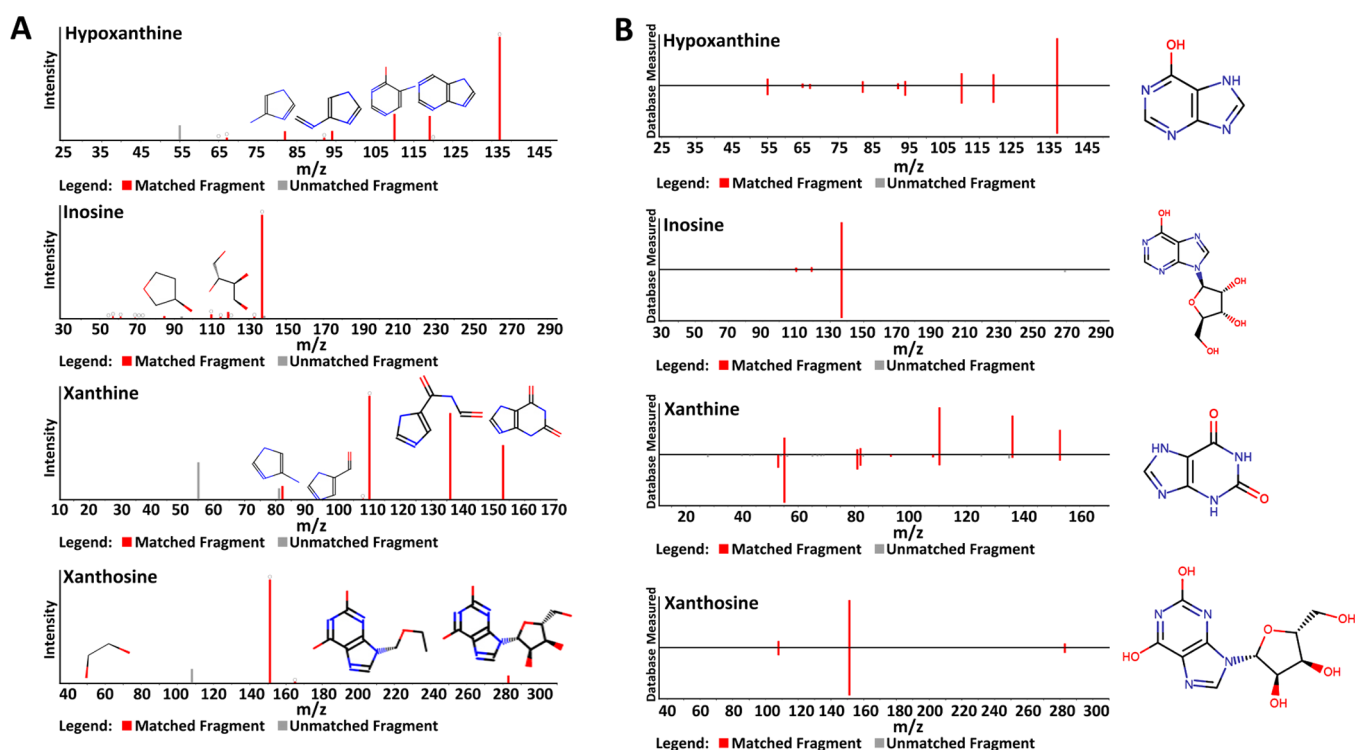 A
Hypoxanthine
Intensity
25 35 45 55 65 75 85 95 105 115 125 135 145
m/z
Legend: Matched Fragment Unmatched Fragment
Inosine
Intensity
30 50 70 90 110 130 150 170 190 210 230 250 270 290
m/z
Legend: Matched Fragment Unmatched Fragment
Xanthine
Intensity
10 20 30 40 50 60 70 80 90 100 110 120 130 140 150 160 170
m/z
Legend: Matched Fragment Unmatched Fragment
Xanthosine
Intensity
40 60 80 100 120 140 160 180 200 220 240 260 280 300
m/z
Legend: Matched Fragment Unmatched Fragment
B
Hypoxanthine
Database Measured
25 35 45 55 65 75 85 95 105 115 125 135 145
m/z
Legend: Matched Fragment Unmatched Fragment
OH
N
NH
N
N
Inosine
Database Measured
30 50 70 90 110 130 150 170 190 210 230 250 270 290
m/z
Legend: Matched Fragment Unmatched Fragment
OH
N
N
N
N
OH
O
OH
OH
Xanthine
Database Measured
20 40 60 80 100 120 140 160
m/z
Legend: Matched Fragment Unmatched Fragment
O
HN
NH
N
N
O
H
Xanthosine
Database Measured
40 60 80 100 120 140 160 180 200 220 240 260 280 300
m/z
Legend: Matched Fragment Unmatched Fragment
OH
N
N
O
OH
HO
N
N
OH
OH